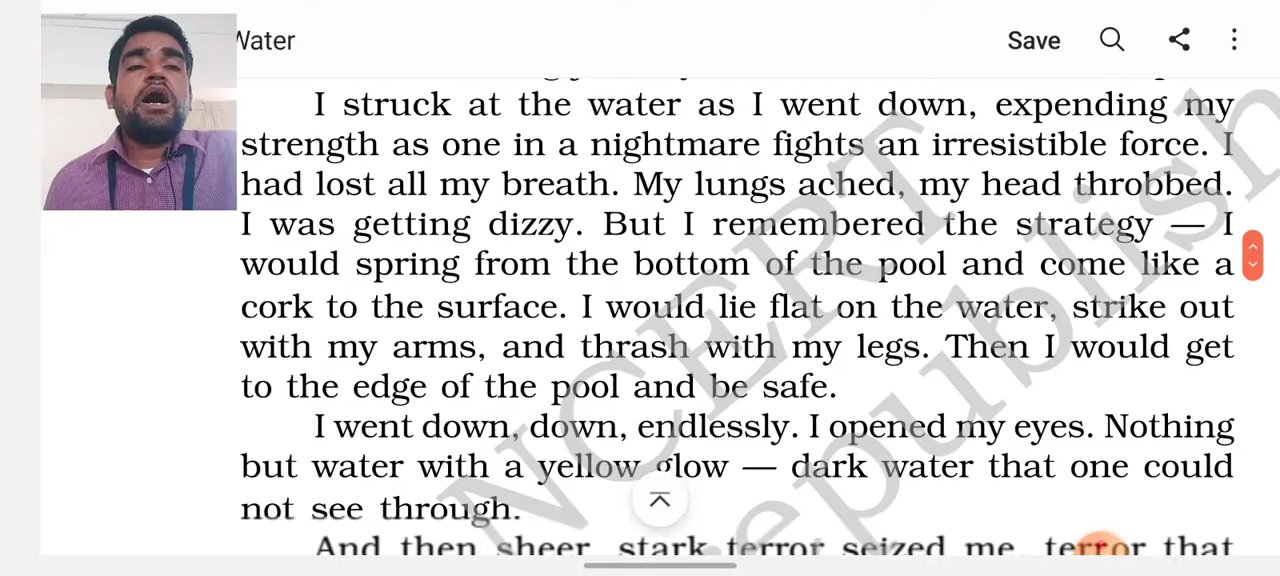 Water
Save
I struck at the water as I went down, expending my
strength as one in a nightmare fights an irresistible force. I
had lost all my breath. My lungs ached, my head throbbed.
I was getting dizzy. But I remembered the strategy — I
would spring from the bottom of the pool and come like a
cork to the surface. I would lie flat on the water, strike out
with my arms, and thrash with my legs. Then I would get
to the edge of the pool and be safe.
I went down, down, endlessly. I opened my eyes. Nothing
but water with a yellow glow — dark water that one could
not see through.
And then sheer, stark terror seized me, terror that
NCERT
republish